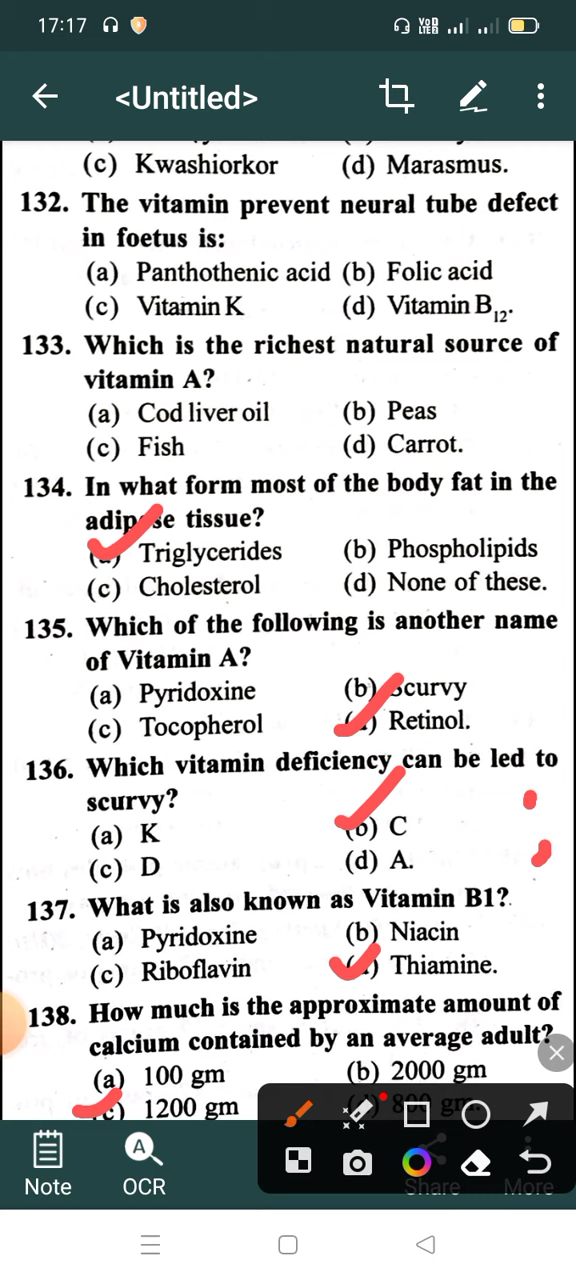 17:17
VoD
LTE
<Untitled>
(c) Kwashiorkor (d) Marasmus.
132. The vitamin prevent neural tube defect
in foetus is:
(a) Panthothenic acid (b) Folic acid
(c) Vitamin K (d) Vitamin B12.
133. Which is the richest natural source of
vitamin A?
(a) Cod liver oil (b) Peas
(c) Fish (d) Carrot.
134. In what form most of the body fat in the
adipose tissue?
(a) Triglycerides (b) Phospholipids
(c) Cholesterol (d) None of these.
135. Which of the following is another name
of Vitamin A?
(a) Pyridoxine (b) Scurvy
(c) Tocopherol (d) Retinol.
136. Which vitamin deficiency can be led to
scurvy?
(a) K (b) C
(c) D (d) A.
137. What is also known as Vitamin B1?
(a) Pyridoxine (b) Niacin
(c) Riboflavin (d) Thiamine.
138. How much is the approximate amount of
calcium contained by an average adult?
(a) 100 gm (b) 2000 gm
(c) 1200 gm
Note OCR Share More